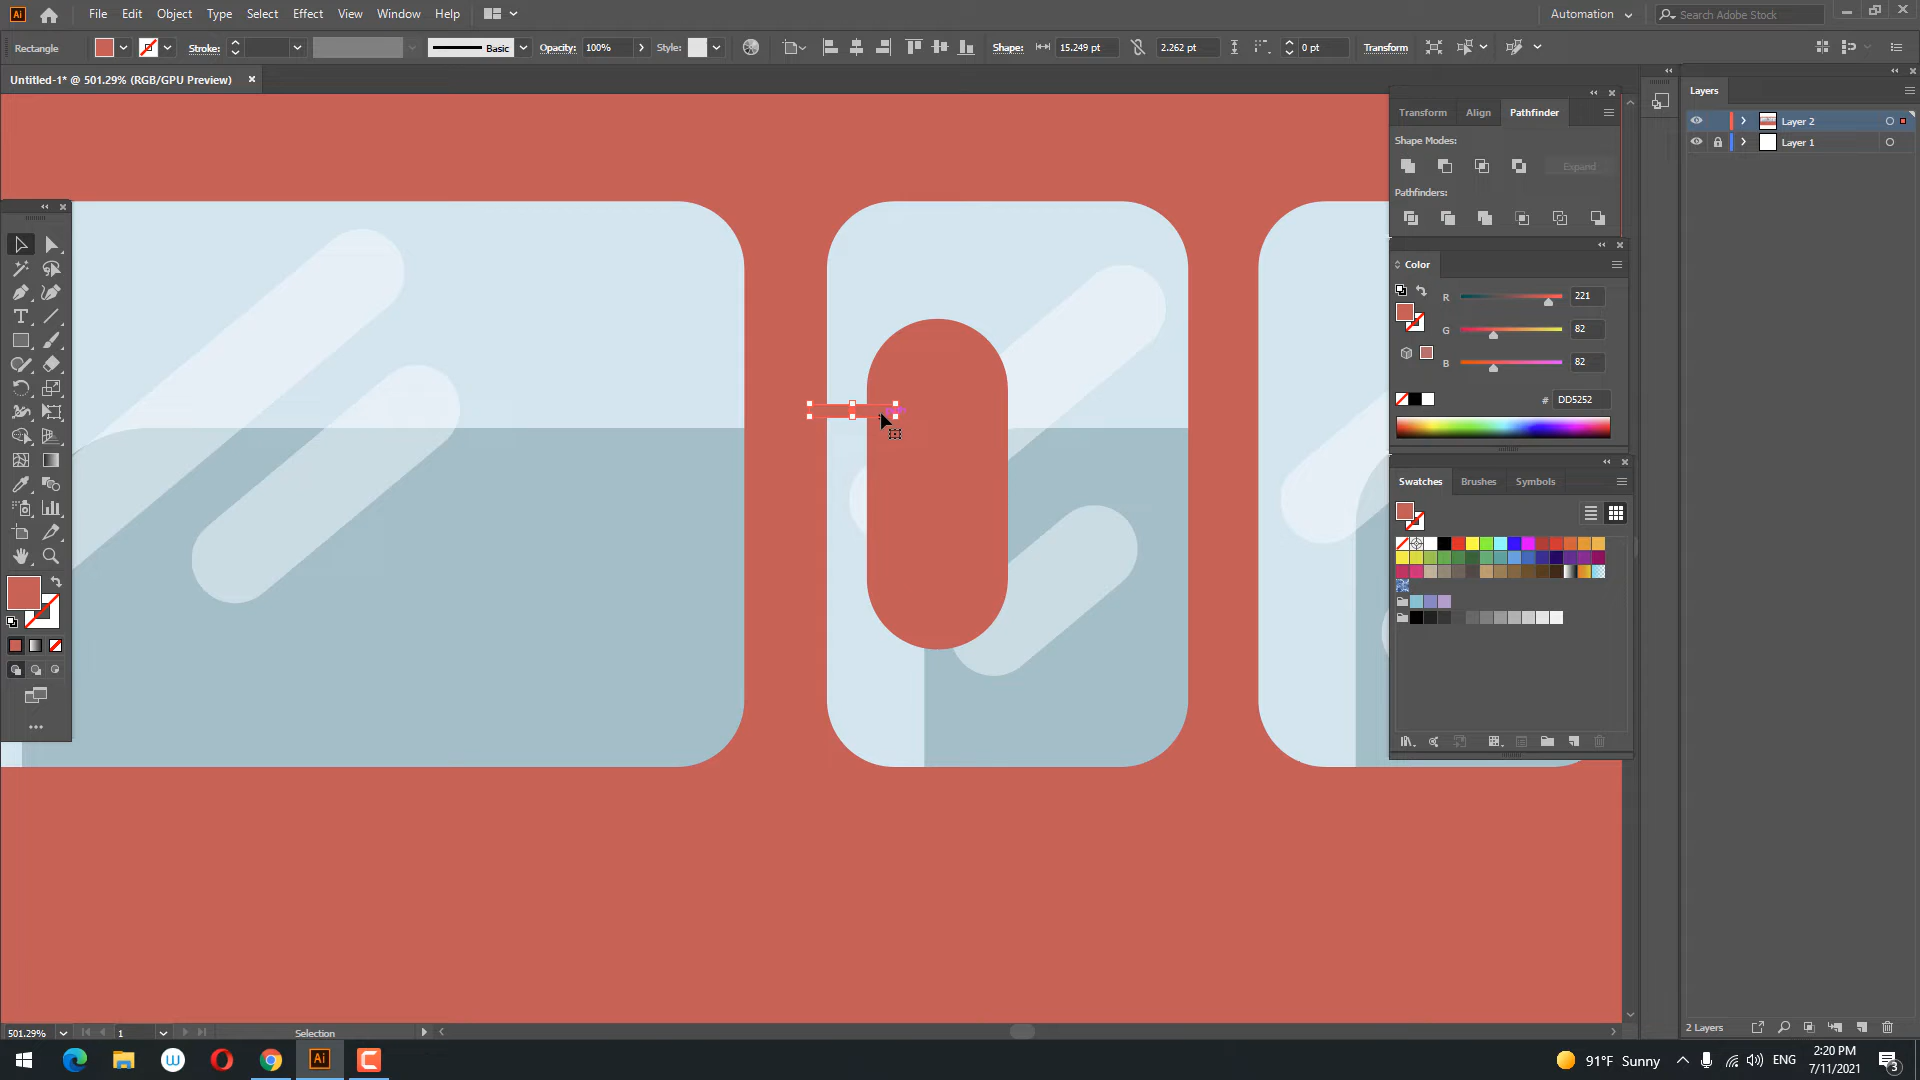 Ai
File
Edit
Object
Type
Select
Effect
View
Window
Help
Automation
Search Adobe Stock
Rectangle
Stroke:
Basic
Opacity:
100%
Style:
Shape:
15.249 pt
2.262 pt
0 pt
Transform
Untitled-1* @ 501.29% (RGB/GPU Preview)
Transform
Align
Pathfinder
Shape Modes:
Expand
Pathfinders:
Color
R
221
G
82
B
82
#
DD5252
Swatches
Brushes
Symbols
Layers
Layer 2
Layer 1
2 Layers
501.29%
1
Selection
Ai
91°F Sunny
ENG
2:20 PM
7/11/2021
3